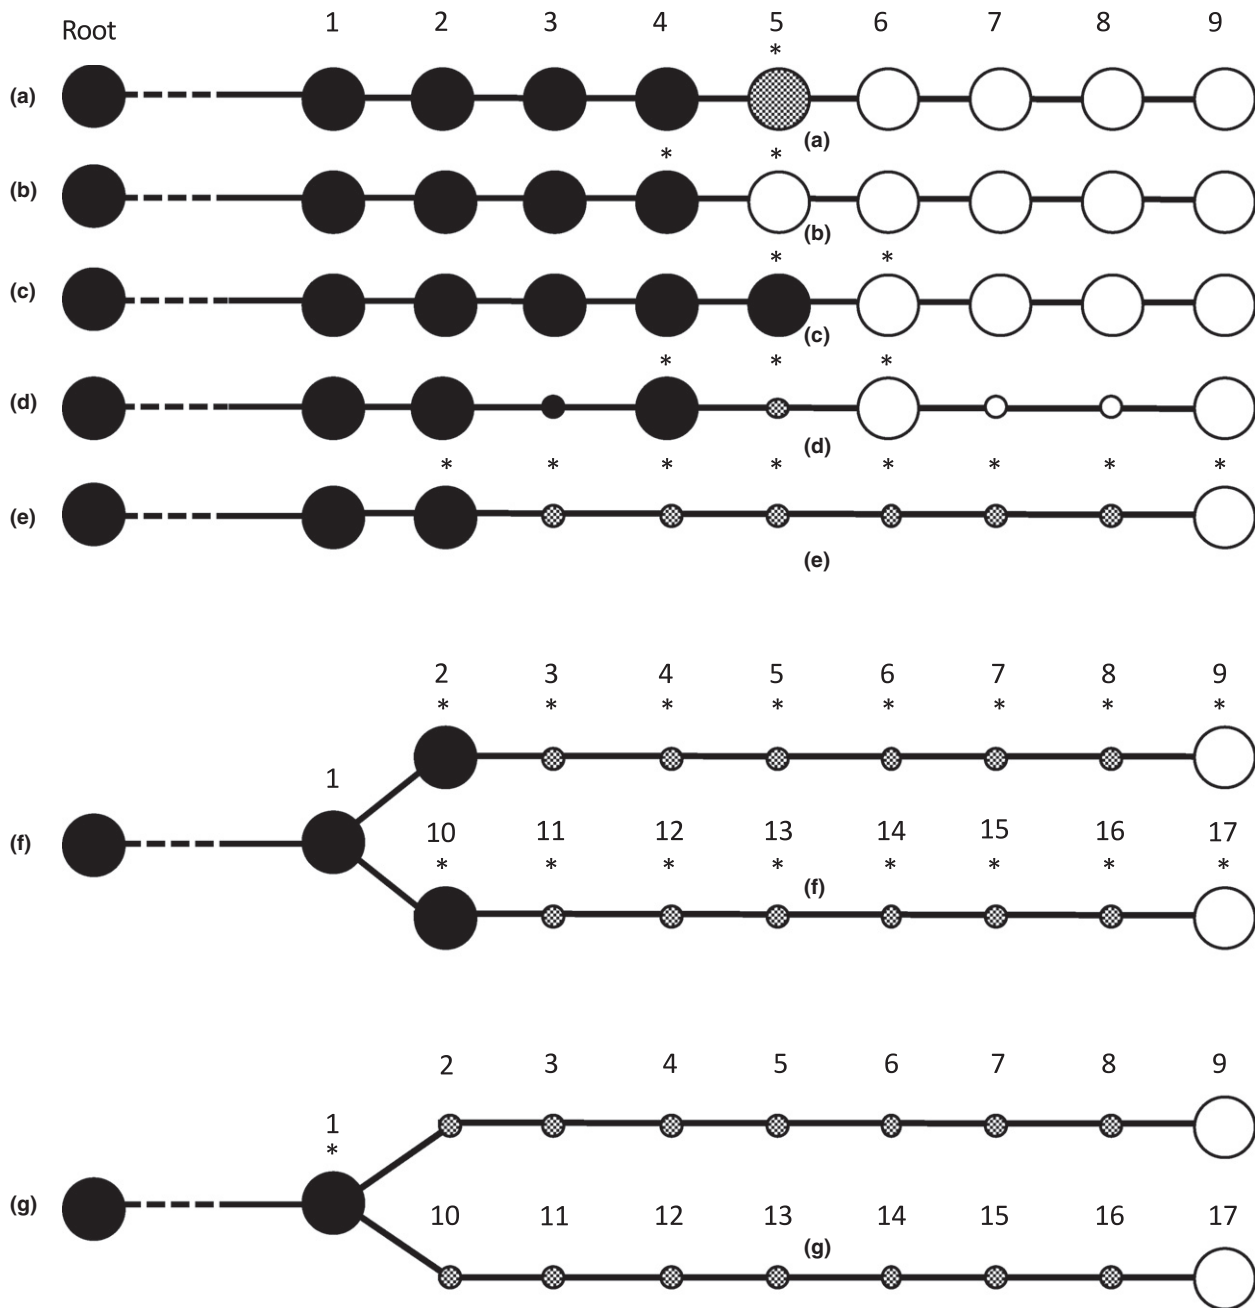 Root 1 2 3 4 5 6 7 8 9
*
(a)
(a)
* *
(b)
(b)
* *
(c)
(c)
* * *
(d)
(d)
* * * * * * * *
(e)
(e)
2 3 4 5 6 7 8 9
* * * * * * * *
1
10 11 12 13 14 15 16 17
(f)
* * * * * * * *
(f)
2 3 4 5 6 7 8 9
1
*
(g)
10 11 12 13 14 15 16 17
(g)